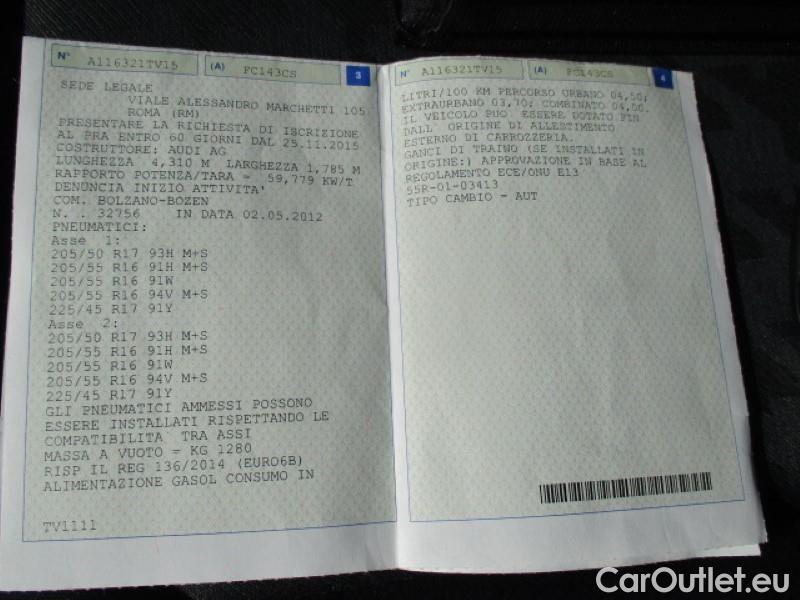 N° A116321TV15 (A) FC143CS 3
SEDE LEGALE
VIALE ALESSANDRO MARCHETTI 105
ROMA (RM)
PRESENTARE LA RICHIESTA DI ISCRIZIONE
AL PRA ENTRO 60 GIORNI DAL 25.11.2015
COSTRUTTORE: AUDI AG
LUNGHEZZA 4,310 M LARGHEZZA 1,785 M
RAPPORTO POTENZA/TARA = 59,779 KW/T
DENUNCIA INIZIO ATTIVITA'
COM. BOLZANO-BOZEN
N. . 32756 IN DATA 02.05.2012
PNEUMATICI:
Asse 1:
205/50 R17 93H M+S
205/55 R16 91H M+S
205/55 R16 91W
205/55 R16 94V M+S
225/45 R17 91Y
Asse 2:
205/50 R17 93H M+S
205/55 R16 91H M+S
205/55 R16 91W
205/55 R16 94V M+S
225/45 R17 91Y
GLI PNEUMATICI AMMESSI POSSONO
ESSERE INSTALLATI RISPETTANDO LE
COMPATIBILITA` TRA ASSI
MASSA A VUOTO = KG 1280
RISP IL REG 136/2014 (EURO6B)
ALIMENTAZIONE GASOL CONSUMO IN
TV1111
N° A116321TV15 (A) FC143CS 4
LITRI/100 KM PERCORSO URBANO 04,50;
EXTRAURBANO 03,70; COMBINATO 04,00.
IL VEICOLO PUO` ESSERE DOTATO FIN
DALL` ORIGINE DI ALLESTIMENTO
ESTERNO DI CARROZZERIA.
GANCI DI TRAINO (SE INSTALLATI IN
ORIGINE:) APPROVAZIONE IN BASE AL
REGOLAMENTO ECE/ONU E13
55R-01-03413
TIPO CAMBIO - AUT
CarOutlet.eu